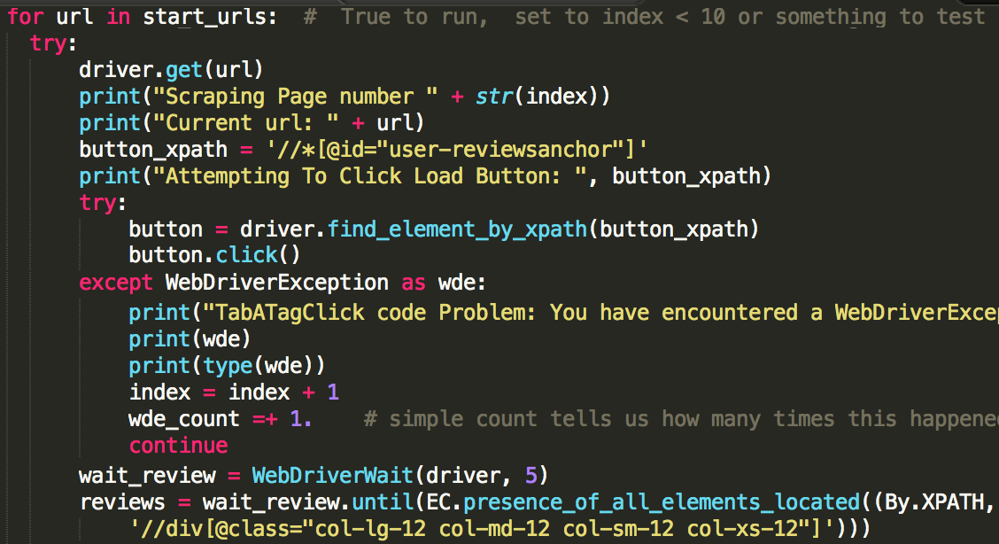 for url in start_urls:  #  True to run,  set to index < 10 or something to test
try:
driver.get(url)
print("Scraping Page number " + str(index))
print("Current url: " + url)
button_xpath = '//*[@id="user-reviewsanchor"]'
print("Attempting To Click Load Button: ", button_xpath)
try:
button = driver.find_element_by_xpath(button_xpath)
button.click()
except WebDriverException as wde:
print("TabATagClick code Problem: You have encountered a WebDriverExcep
print(wde)
print(type(wde))
index = index + 1
wde_count =+ 1.    # simple count tells us how many times this happened
continue
wait_review = WebDriverWait(driver, 5)
reviews = wait_review.until(EC.presence_of_all_elements_located((By.XPATH,
'//div[@class="col-lg-12 col-md-12 col-sm-12 col-xs-12"]')))